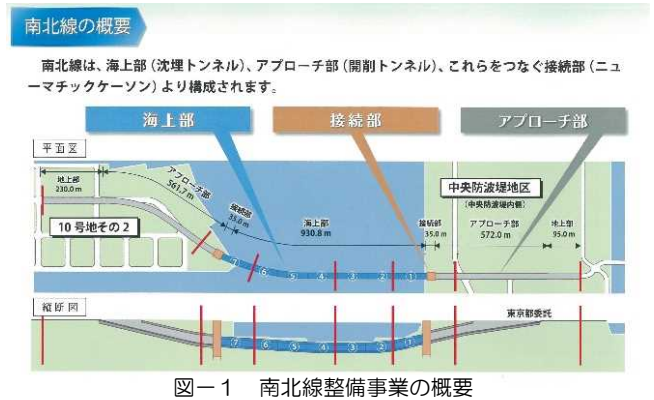 南北線の概要
南北線は、海上部（沈埋トンネル）、アプローチ部（開削トンネル）、これらをつなぐ接続部（ニュ
ーマチックケーソン）より構成されます。
海上部
接続部
アプローチ部
平面図
地上部
230.0 m
アプローチ部
561.7 m
接続部
35.0 m
海上部
930.8 m
接続部
35.0 m
中央防波堤地区
（中央防波堤内側）
アプローチ部
572.0 m
地上部
95.0 m
10号地その2
⑦ ⑥ ⑤ ④ ③ ② ①
縦断図
東京都委託
⑦ ⑥ ⑤ ④ ③ ② ①
図－1 南北線整備事業の概要